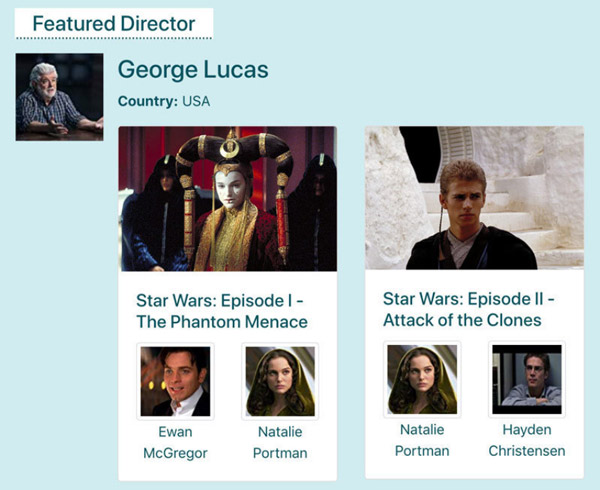 Featured Director
George Lucas
Country: USA
Star Wars: Episode I -
The Phantom Menace
Ewan
McGregor
Natalie
Portman
Star Wars: Episode II -
Attack of the Clones
Natalie
Portman
Hayden
Christensen